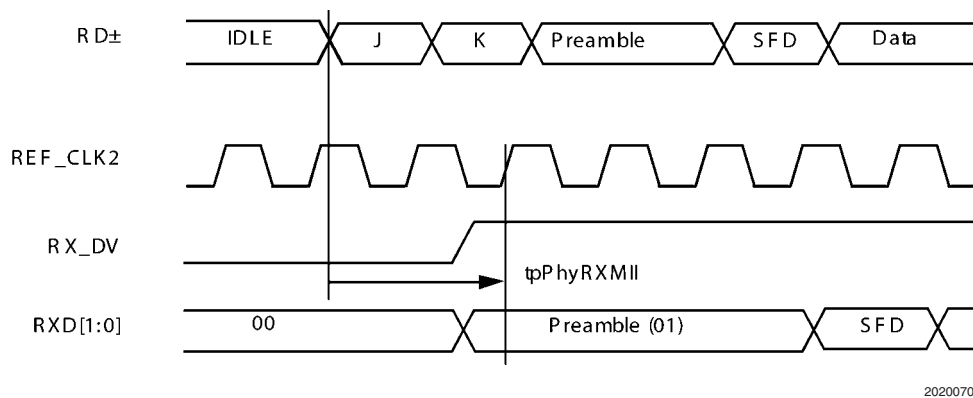 RD± IDLE J K Preamble SFD Data
REF_CLK2
RX_DV
tpPhyRXMII
RXD[1:0] 00 Preamble (01) SFD
2020070